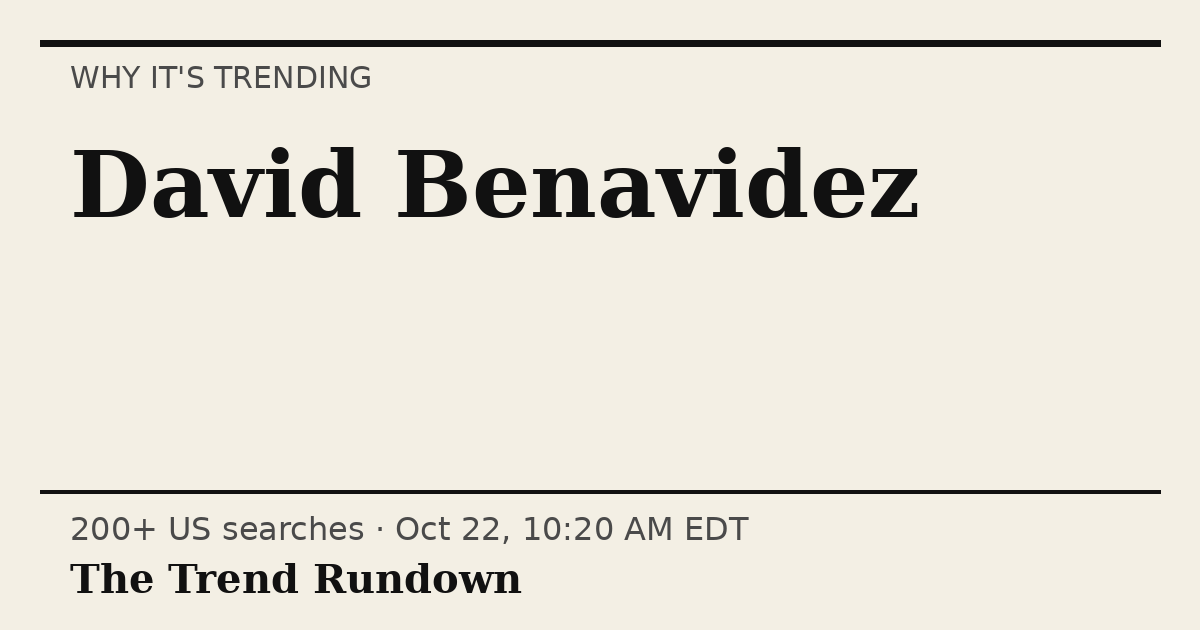 WHY IT'S TRENDING
David Benavidez
200+ US searches · Oct 22, 10:20 AM EDT
The Trend Rundown